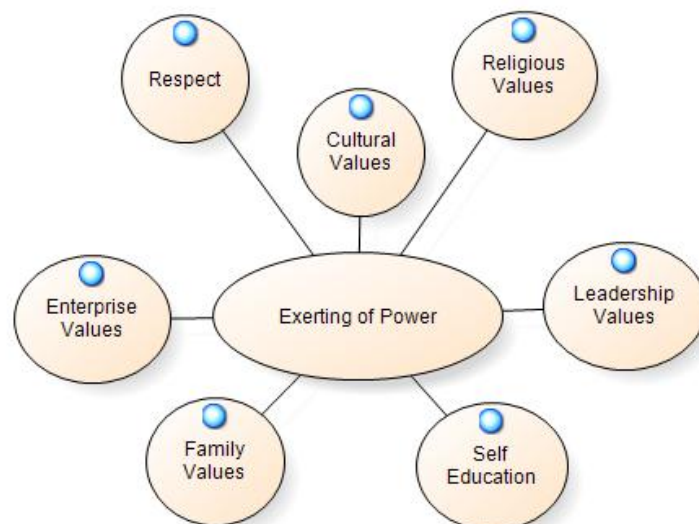 Respect
Religious
Values
Cultural
Values
Enterprise
Values
Exerting of Power
Leadership
Values
Family
Values
Self
Education